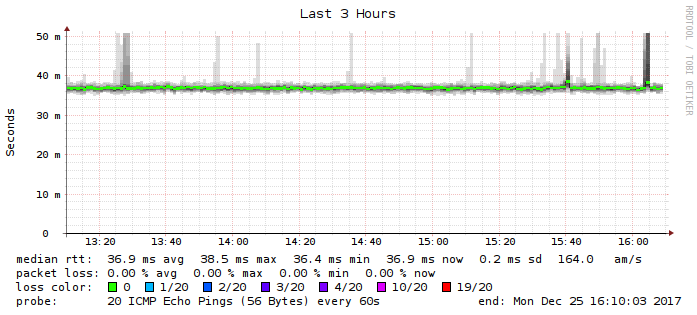 Last 3 Hours
RRDTOOL / TOBI OETIKER
Seconds
50 m
40 m
30 m
20 m
10 m
0
13:20 13:40 14:00 14:20 14:40 15:00 15:20 15:40 16:00
median rtt: 36.9 ms avg 38.5 ms max 36.4 ms min 36.9 ms now 0.2 ms sd 164.0 am/s
packet loss: 0.00 % avg 0.00 % max 0.00 % min 0.00 % now
loss color: 0 1/20 2/20 3/20 4/20 10/20 19/20
probe: 20 ICMP Echo Pings (56 Bytes) every 60s end: Mon Dec 25 16:10:03 2017